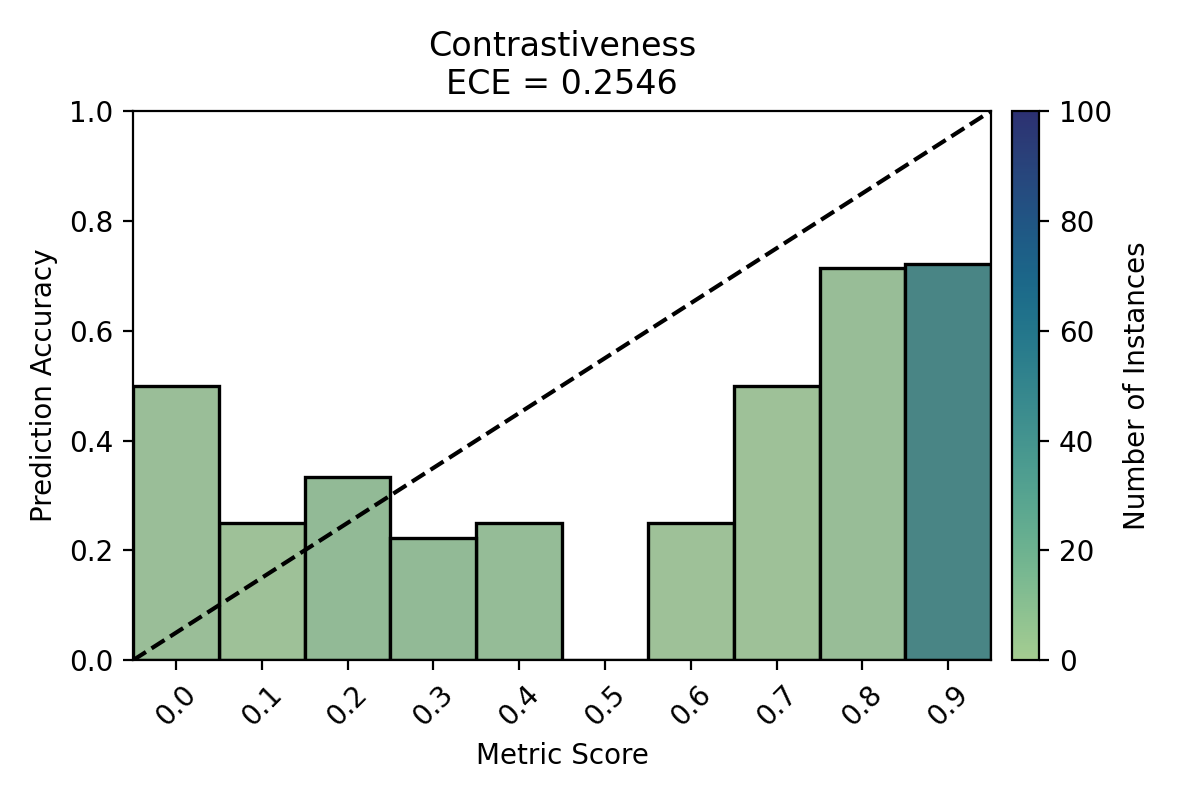 Contrastiveness
ECE = 0.2546
1.0
0.8
0.6
0.4
0.2
0.0
Prediction Accuracy
0.0 0.1 0.2 0.3 0.4 0.5 0.6 0.7 0.8 0.9
Metric Score
100
80
60
40
20
0
Number of Instances